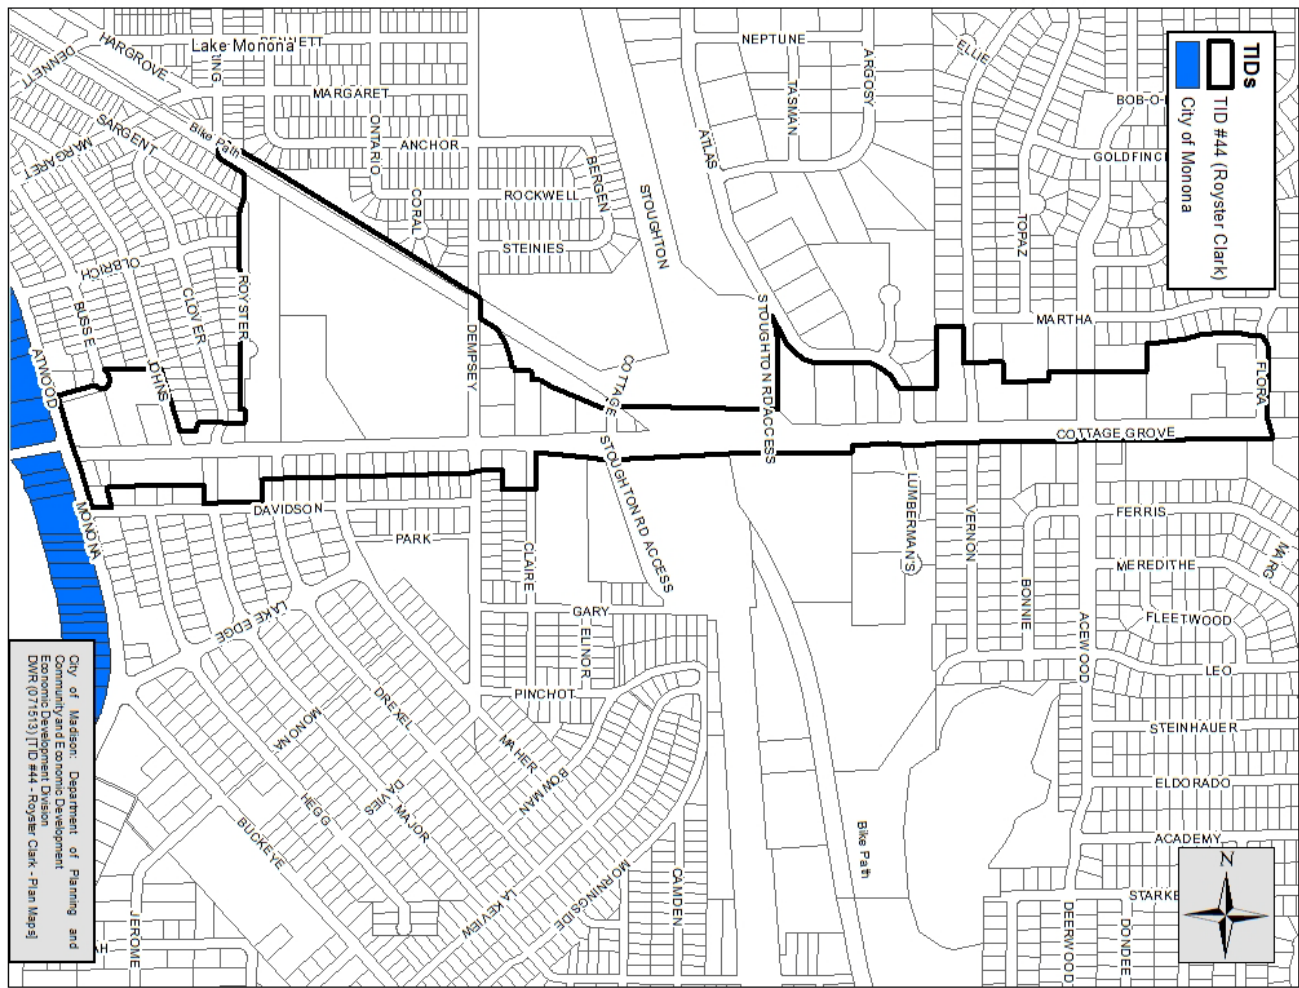 TIDs
TID #44 (Royster Clark)
City of Monona
N
City of Madison: Department of Planning and
Community and Economic Development
Economic Development Division
DWR (071513) [TID #44 - Royster Clark - Plan Maps]
HARGROVE
DENNETT
Lake Monona
MARGARET
ONTARIO
ANCHOR
CORAL
ROCKWELL
STEINIES
BERGEN
STOUGHTON
NEPTUNE
TASMAN
ARGOSY
ATLAS
ELLIE
BOB-O-
GOLDFINC
TOPAZ
MARTHA
FLORA
SARGENT
MARGARET
Bike Path
OLBRICH
BUSSE
CLOVER
ROYSTER
JOHNS
ATWOOD
DEMPSEY
COTTAGE
STOUGHTON RD ACCESS
COTTAGE GROVE
STOUGHTON RD ACCESS
MONONA
DAVIDSON
PARK
CLAIRE
GARY
ELINOR
PINCHOT
LAKE EDGE
LUMBERMAN'S
VERNON
BONNIE
ACEWOOD
FERRIS
MEREDITHE
MARG
FLEETWOOD
LEO
STEINHAUER
ELDORADO
ACADEMY
STARKE
DEERWOOD
DONDEE
DREXEL
MONONA
MAHER
BOWMAN
DAVIES
MAJOR
HEGG
BUCKEYE
LAKEVIEW
MORNINGSIDE
CAMDEN
Bike Path
JEROME
AH